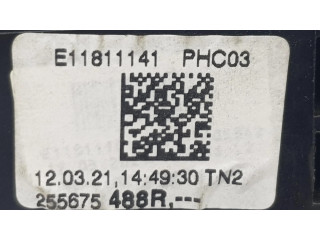 E11811141 PHC03
12.03.21,14:49:30 TN2
255675 488R,---